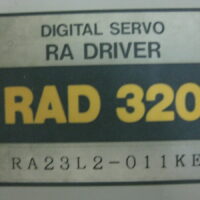 DIGITAL SERVO
RA DRIVER
RAD 320
RA23L2-011KE